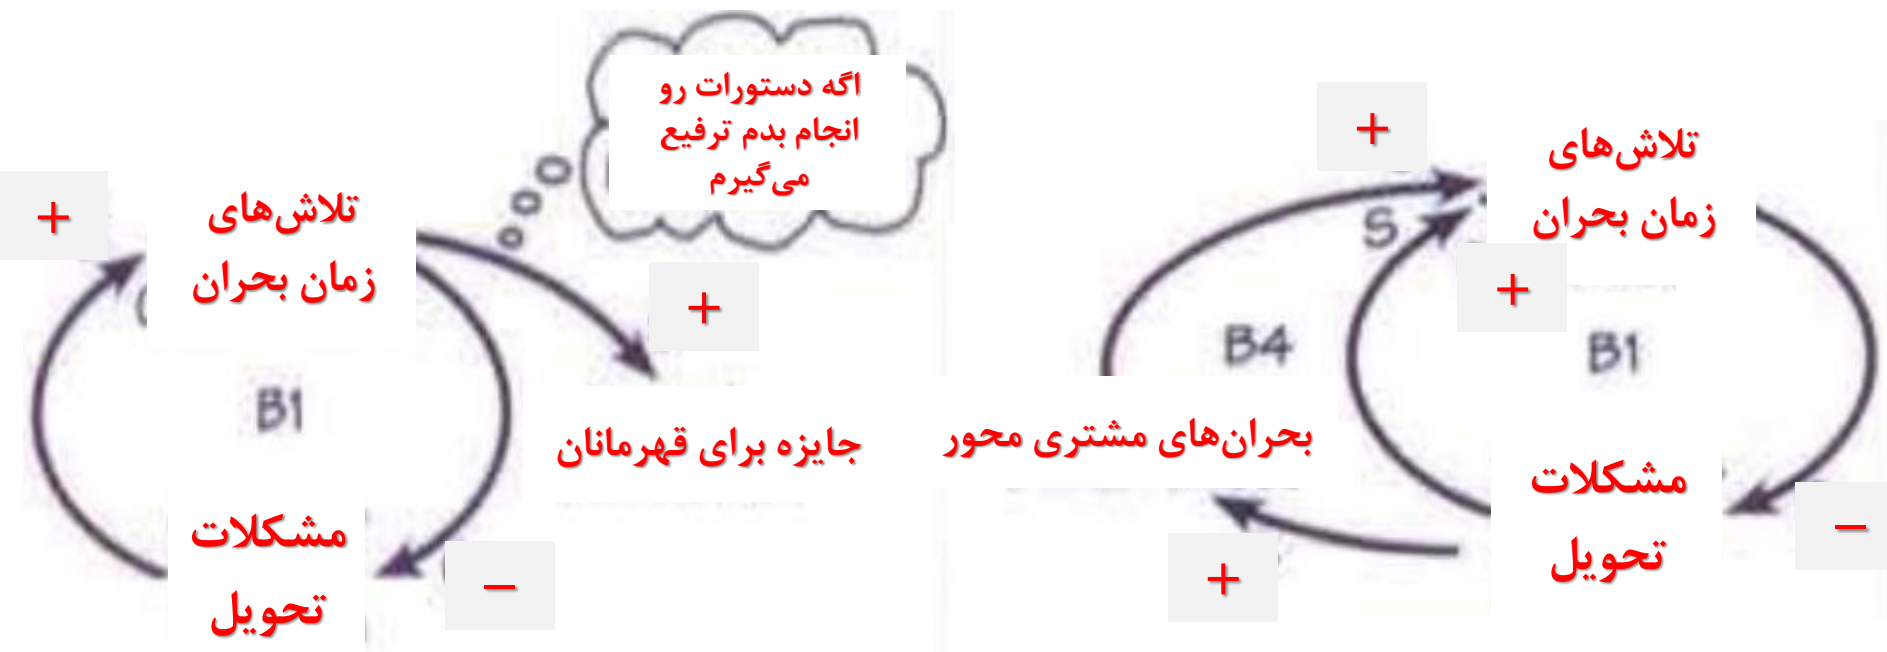 اگه دستورات رو
انجام بدم ترفیع
می‌گیرم
+
تلاش‌های
زمان بحران
+
B1
جایزه برای قهرمانان
مشکلات
تحویل
−
+
تلاش‌های
زمان بحران
S
+
B4
B1
بحران‌های مشتری محور
مشکلات
تحویل
−
+